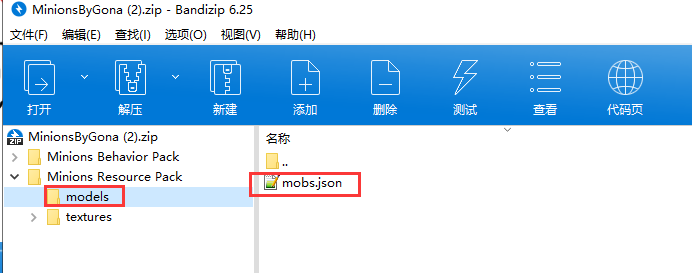 MinionsByGona (2).zip - Bandizip 6.25
文件(F) 编辑(E) 查找(I) 选项(O) 视图(V) 帮助(H)
打开 解压 新建 添加 删除 测试 查看 代码页
ZIP MinionsByGona (2).zip
Minions Behavior Pack
Minions Resource Pack
models
textures
名称
..
mobs.json